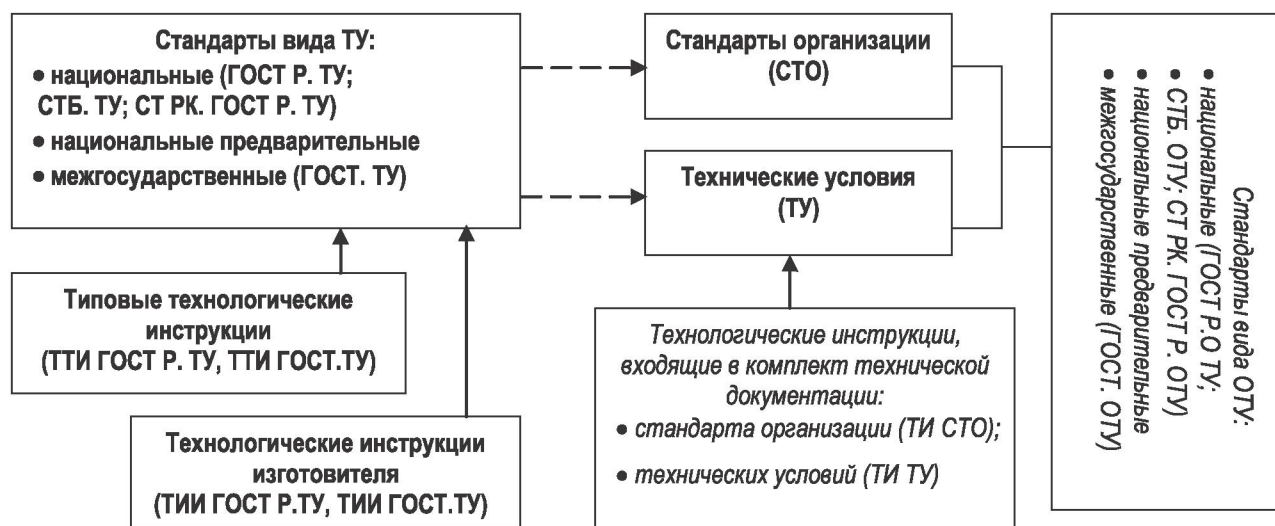 Стандарты вида ТУ:
● национальные (ГОСТ Р. ТУ;
СТБ. ТУ; СТ РК. ГОСТ Р. ТУ)
● национальные предварительные
● межгосударственные (ГОСТ. ТУ)
Стандарты организации
(СТО)
Технические условия
(ТУ)
Стандарты вида ОТУ:
● национальные (ГОСТ Р.О ТУ;
СТБ. ОТУ; СТ РК. ГОСТ Р. ОТУ)
● национальные предварительные
● межгосударственные (ГОСТ. ОТУ)
Типовые технологические
инструкции
(ТТИ ГОСТ Р. ТУ, ТТИ ГОСТ.ТУ)
Технологические инструкции
изготовителя
(ТИИ ГОСТ Р.ТУ, ТИИ ГОСТ.ТУ)
Технологические инструкции,
входящие в комплект технической
документации:
● стандарта организации (ТИ СТО);
● технических условий (ТИ ТУ)